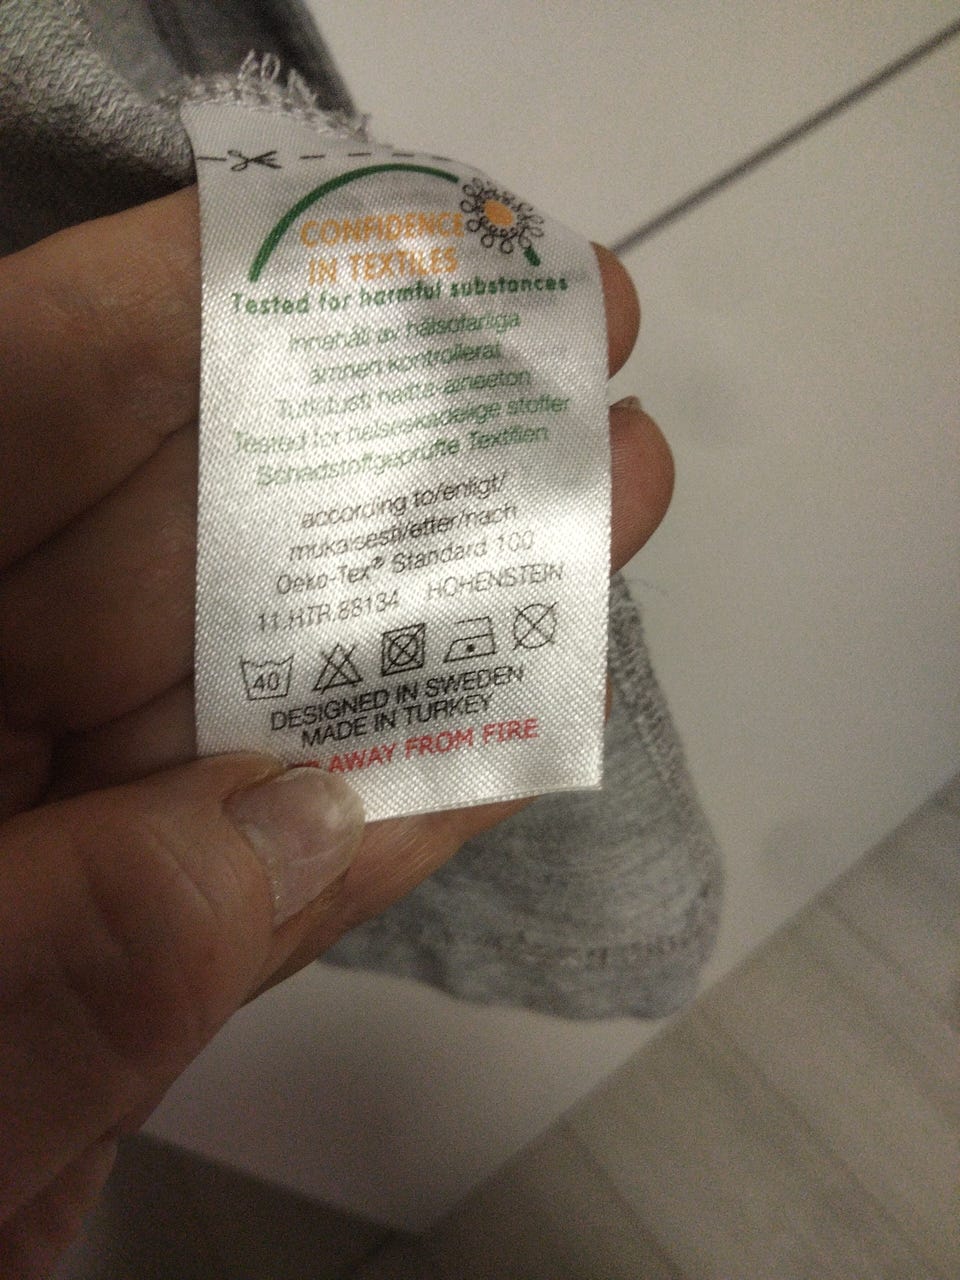 CONFIDENCE
IN TEXTILES
Tested for harmful substances
Innehåll av hälsofarliga
ämnen kontrollerat
Tutkitusti haitta-aineeton
Tested for helseskadelige stoffer
Schadstoffgeprüfte Textilien
according to/enligt/
mukaisesti/etter/nach
Oeko-Tex® Standard 100
11.HTR.88134 HOHENSTEIN
40
DESIGNED IN SWEDEN
MADE IN TURKEY
AWAY FROM FIRE